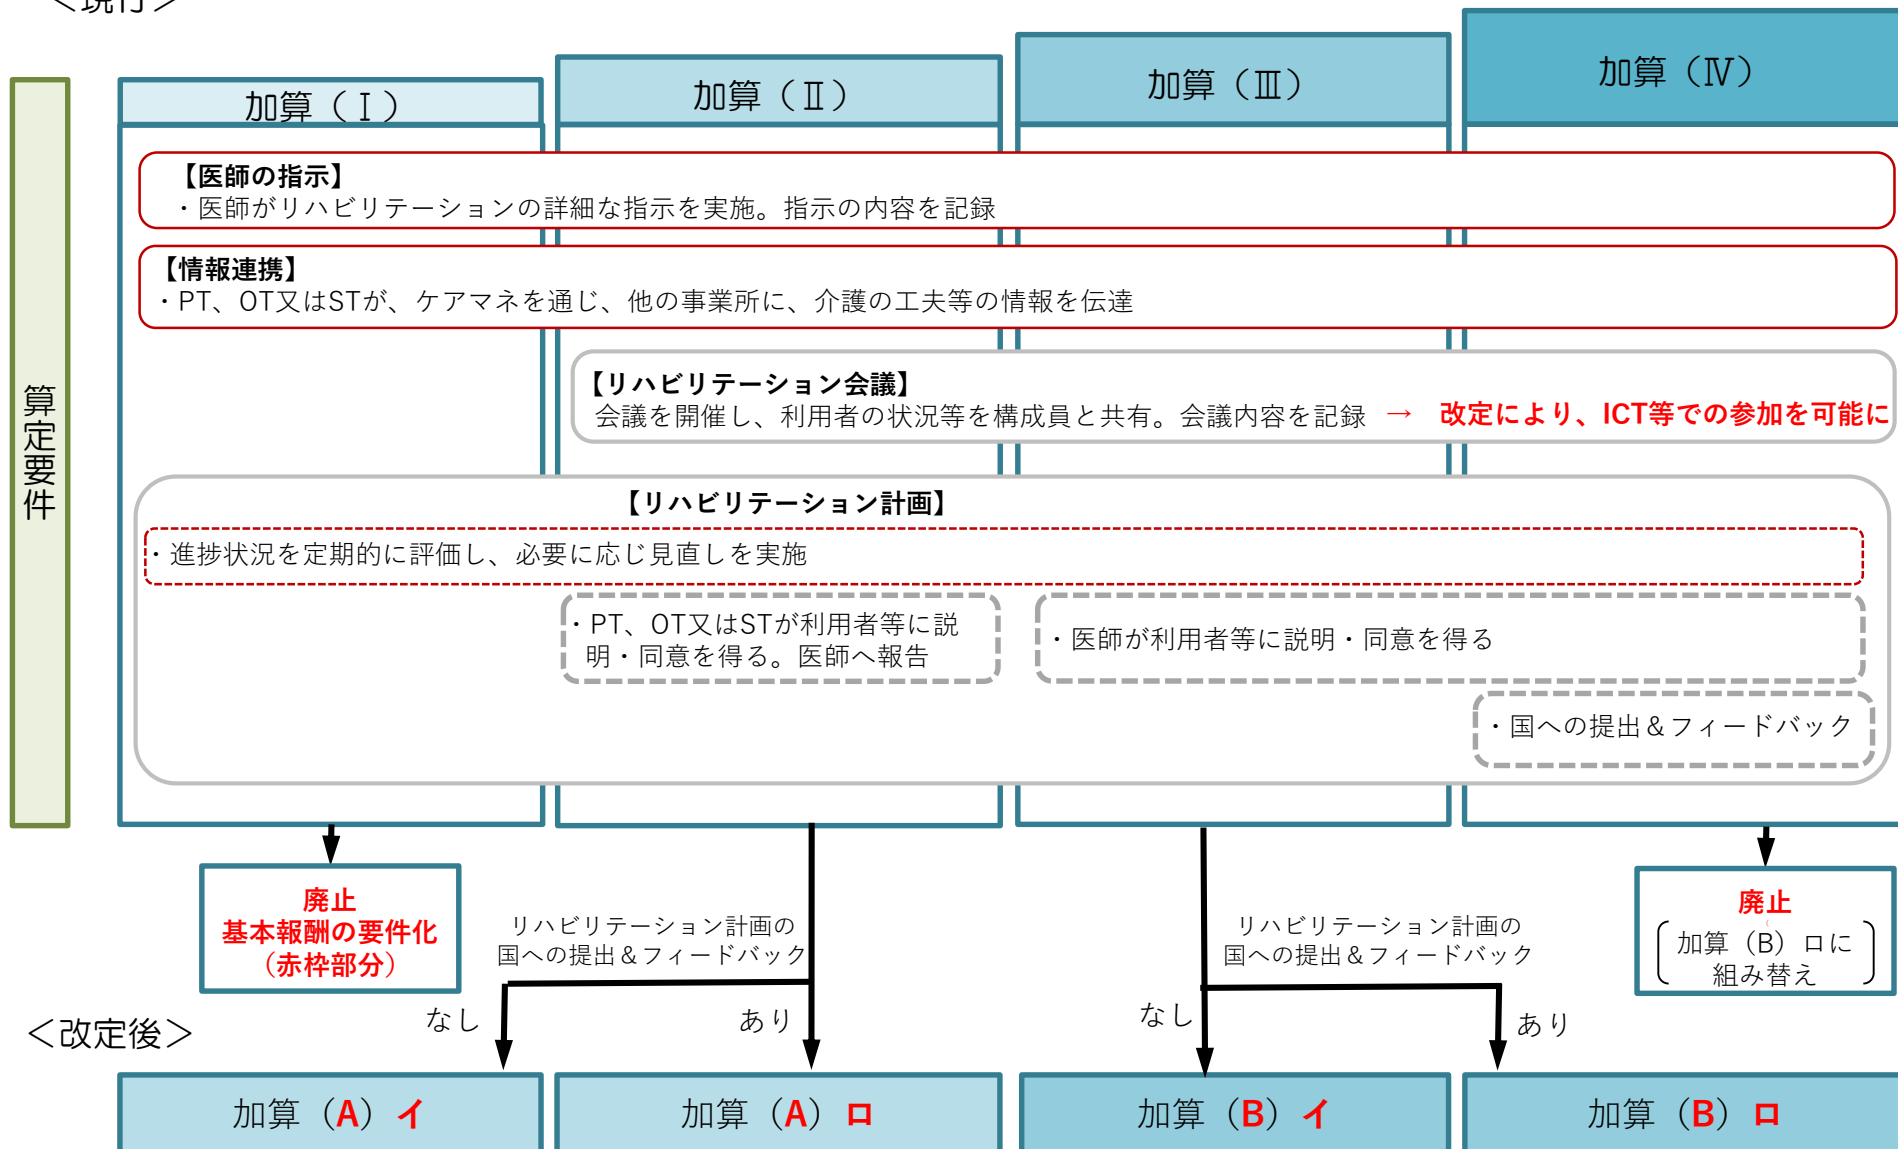 <現行>
加算（Ⅰ）
加算（Ⅱ）
加算（Ⅲ）
加算（Ⅳ）
算定要件
【医師の指示】
・医師がリハビリテーションの詳細な指示を実施。指示の内容を記録
【情報連携】
・PT、OT又はSTが、ケアマネを通じ、他の事業所に、介護の工夫等の情報を伝達
【リハビリテーション会議】
会議を開催し、利用者の状況等を構成員と共有。会議内容を記録 → 改定により、ICT等での参加を可能に
【リハビリテーション計画】
・進捗状況を定期的に評価し、必要に応じ見直しを実施
・PT、OT又はSTが利用者等に説
明・同意を得る。医師へ報告
・医師が利用者等に説明・同意を得る
・国への提出＆フィードバック
廃止
基本報酬の要件化
（赤枠部分）
リハビリテーション計画の
国への提出＆フィードバック
なし
あり
リハビリテーション計画の
国への提出＆フィードバック
なし
あり
廃止
加算（B）ロに
組み替え
<改定後>
加算（A）イ
加算（A）ロ
加算（B）イ
加算（B）ロ